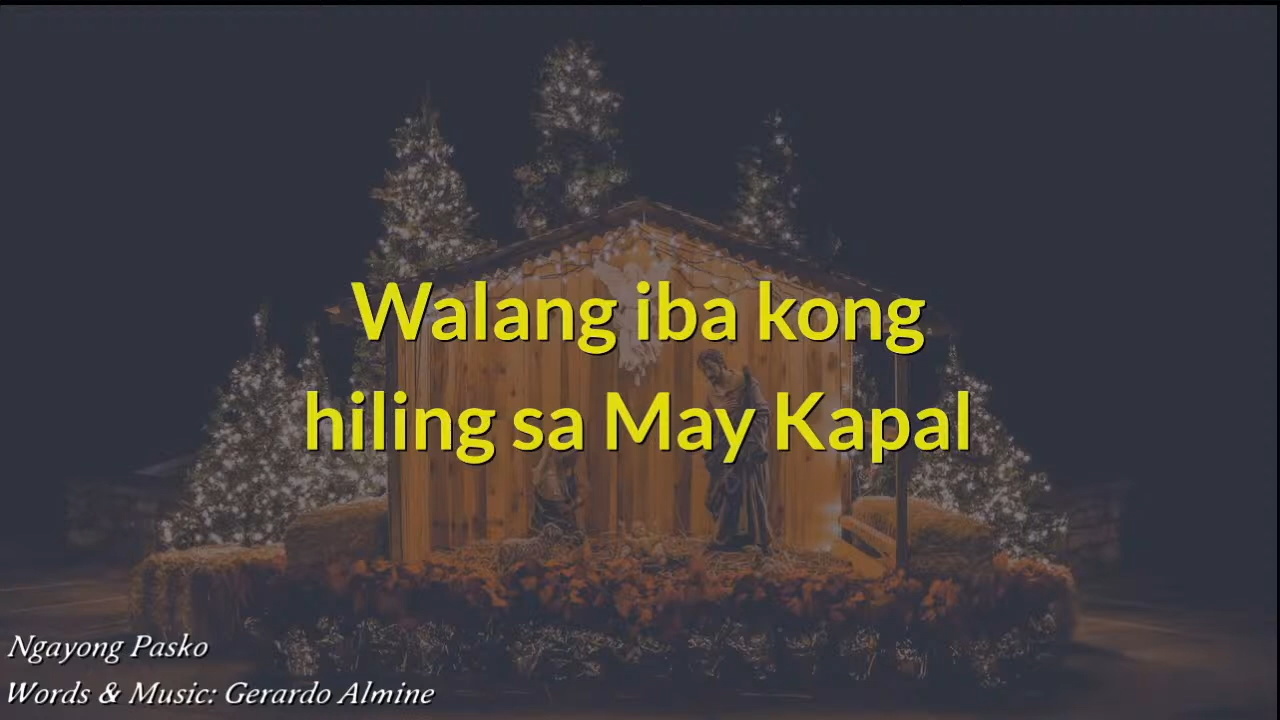 Walang iba kong
hiling sa May Kapal
Ngayong Pasko
Words & Music: Gerardo Almine